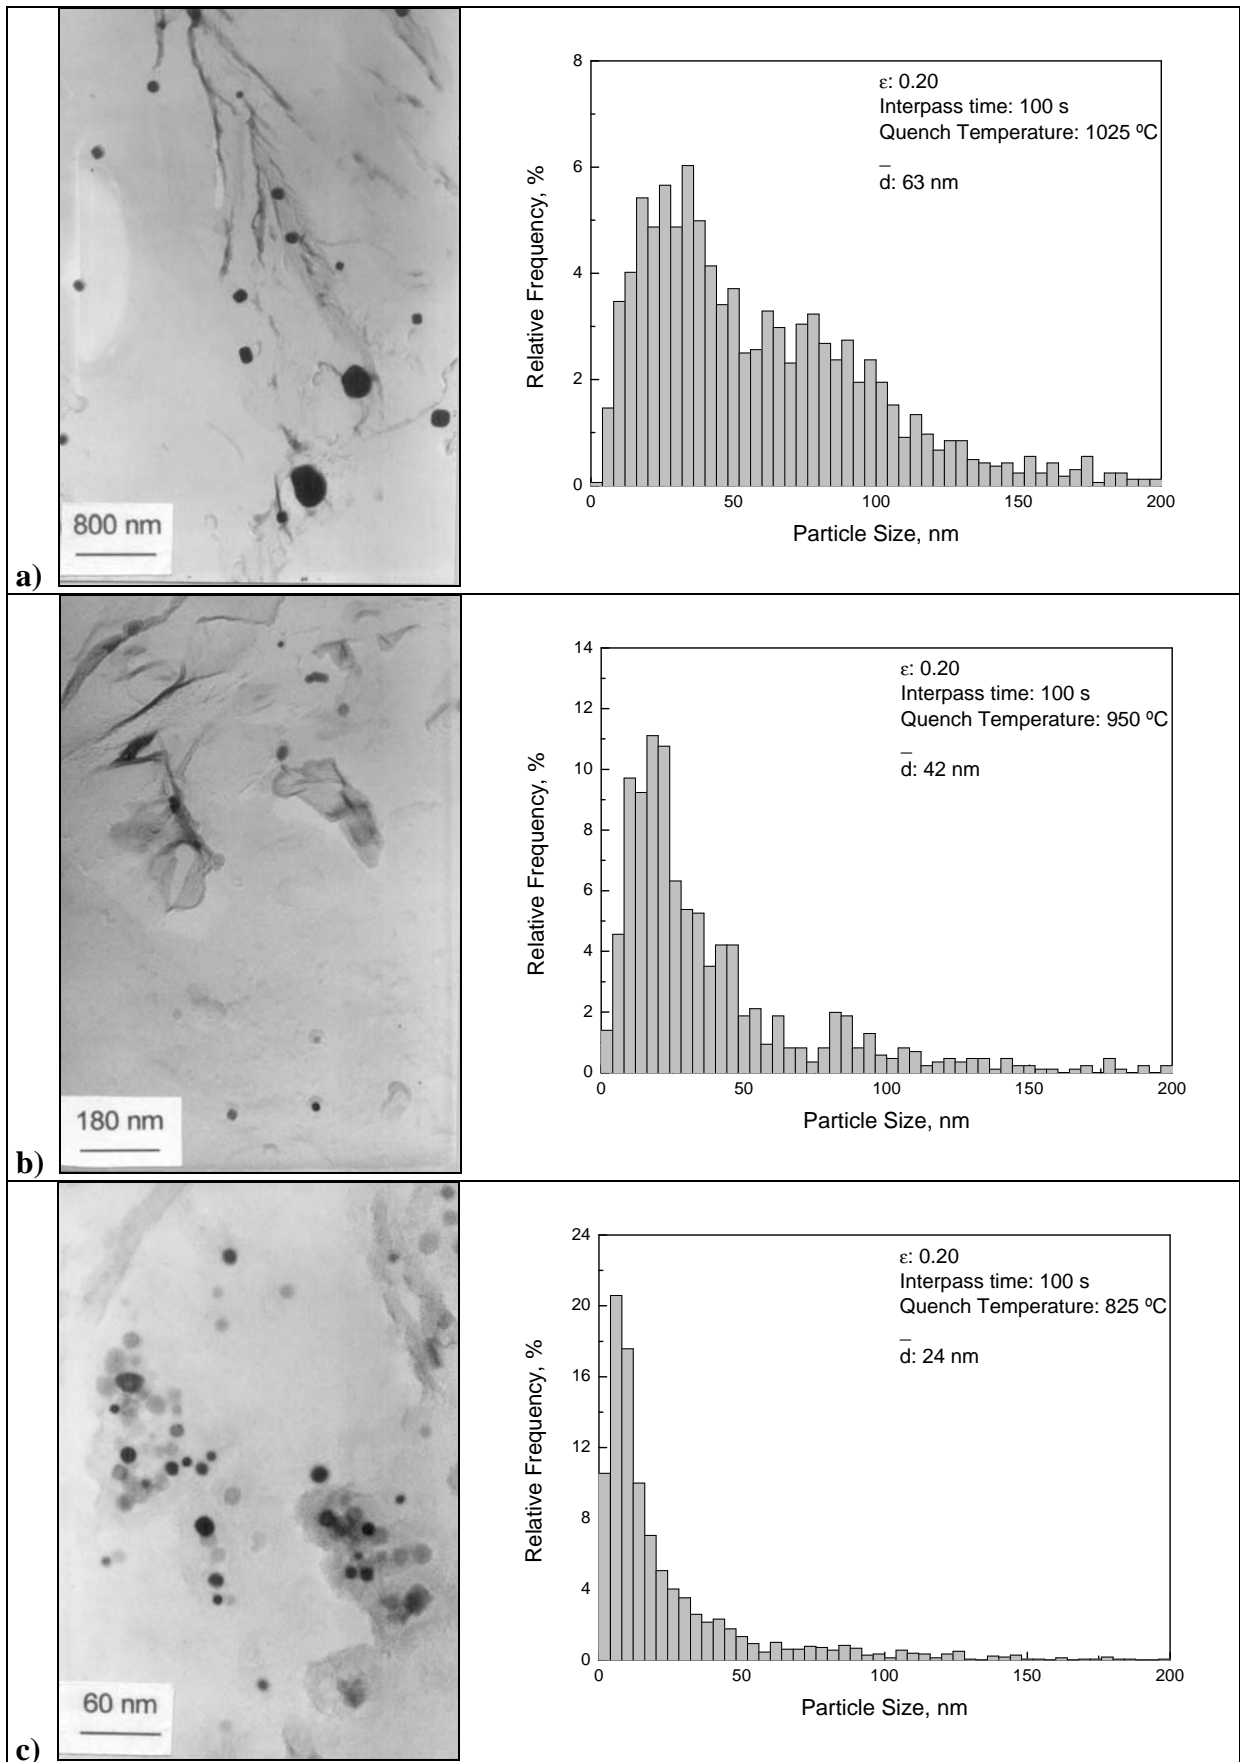 800 nm
a)
8
6
4
2
0
0 50 100 150 200
Relative Frequency, %
Particle Size, nm
ε: 0.20
Interpass time: 100 s
Quench Temperature: 1025 ºC
_
d: 63 nm
180 nm
b)
14
12
10
8
6
4
2
0
0 50 100 150 200
Relative Frequency, %
Particle Size, nm
ε: 0.20
Interpass time: 100 s
Quench Temperature: 950 ºC
_
d: 42 nm
60 nm
c)
24
20
16
12
8
4
0
0 50 100 150 200
Relative Frequency, %
Particle Size, nm
ε: 0.20
Interpass time: 100 s
Quench Temperature: 825 ºC
_
d: 24 nm